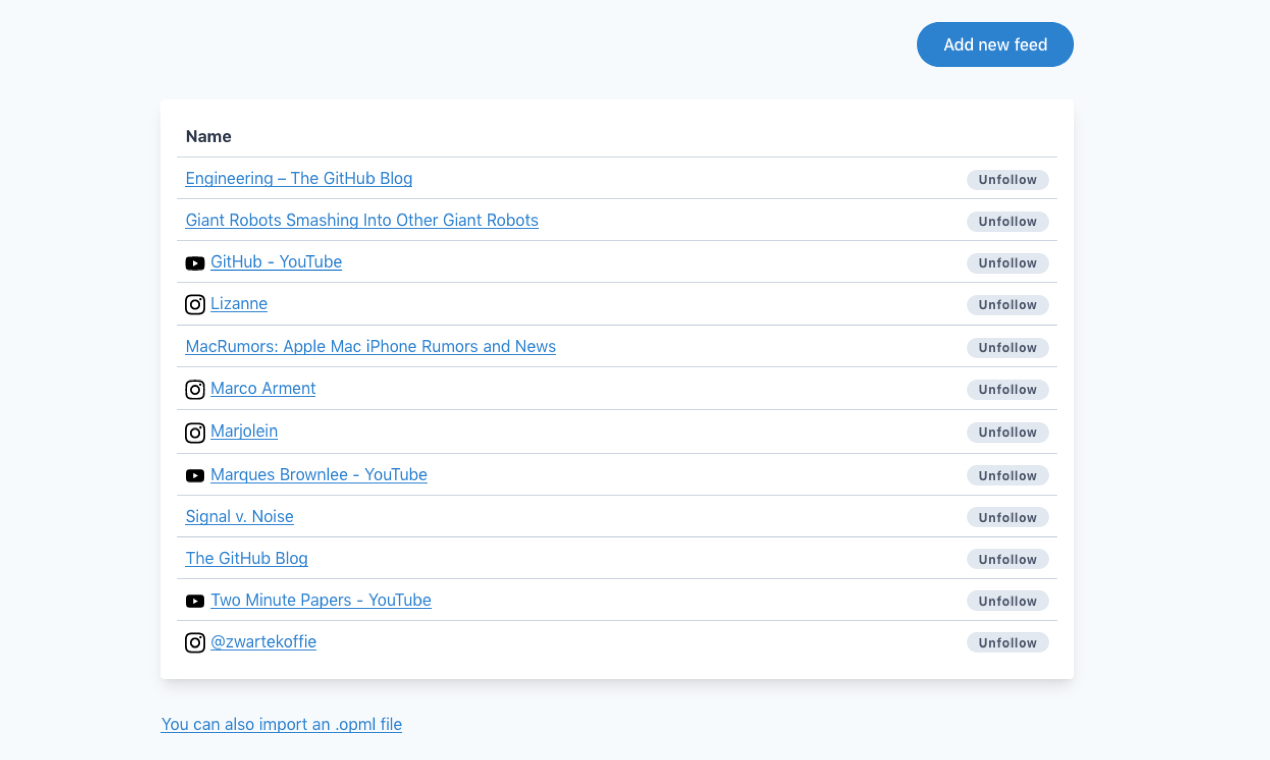 Add new feed
Name
Engineering – The GitHub Blog Unfollow
Giant Robots Smashing Into Other Giant Robots Unfollow
GitHub - YouTube Unfollow
Lizanne Unfollow
MacRumors: Apple Mac iPhone Rumors and News Unfollow
Marco Arment Unfollow
Marjolein Unfollow
Marques Brownlee - YouTube Unfollow
Signal v. Noise Unfollow
The GitHub Blog Unfollow
Two Minute Papers - YouTube Unfollow
@zwartekoffie Unfollow
You can also import an .opml file